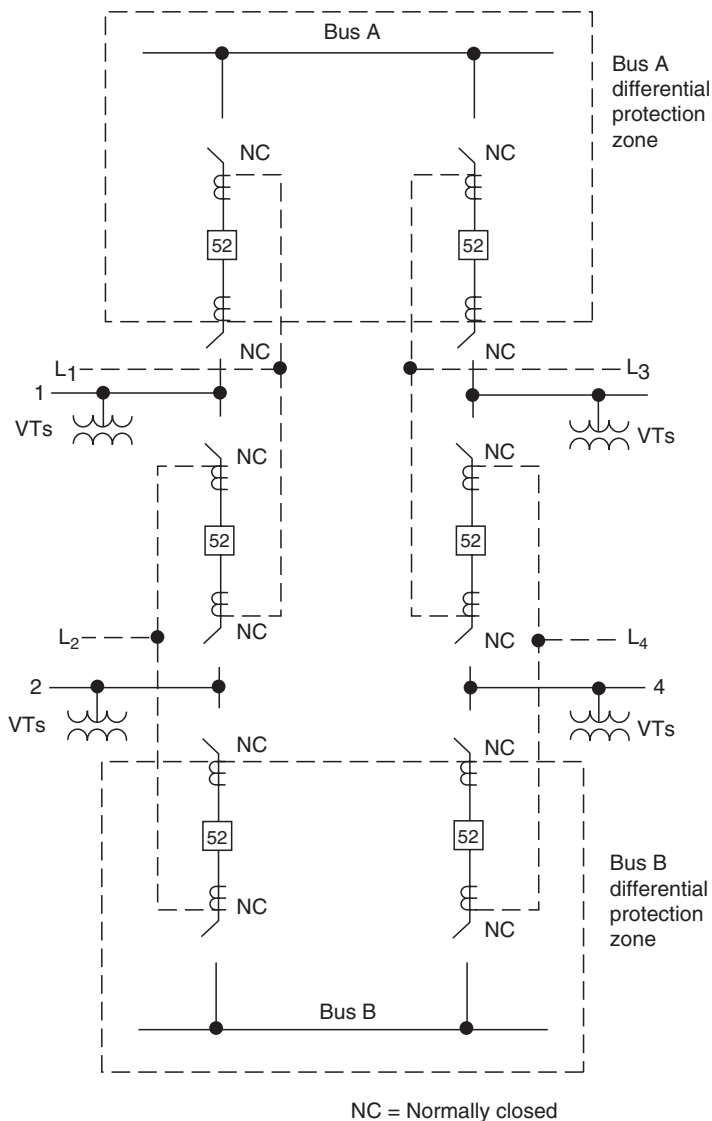 Bus A
Bus A
differential
protection
zone
NC
NC
52
52
NC
NC
L1
L3
1
VTs
VTs
NC
NC
52
52
NC
NC
L2
L4
2
4
VTs
VTs
NC
NC
52
52
Bus B
differential
protection
zone
NC
NC
Bus B
NC = Normally closed